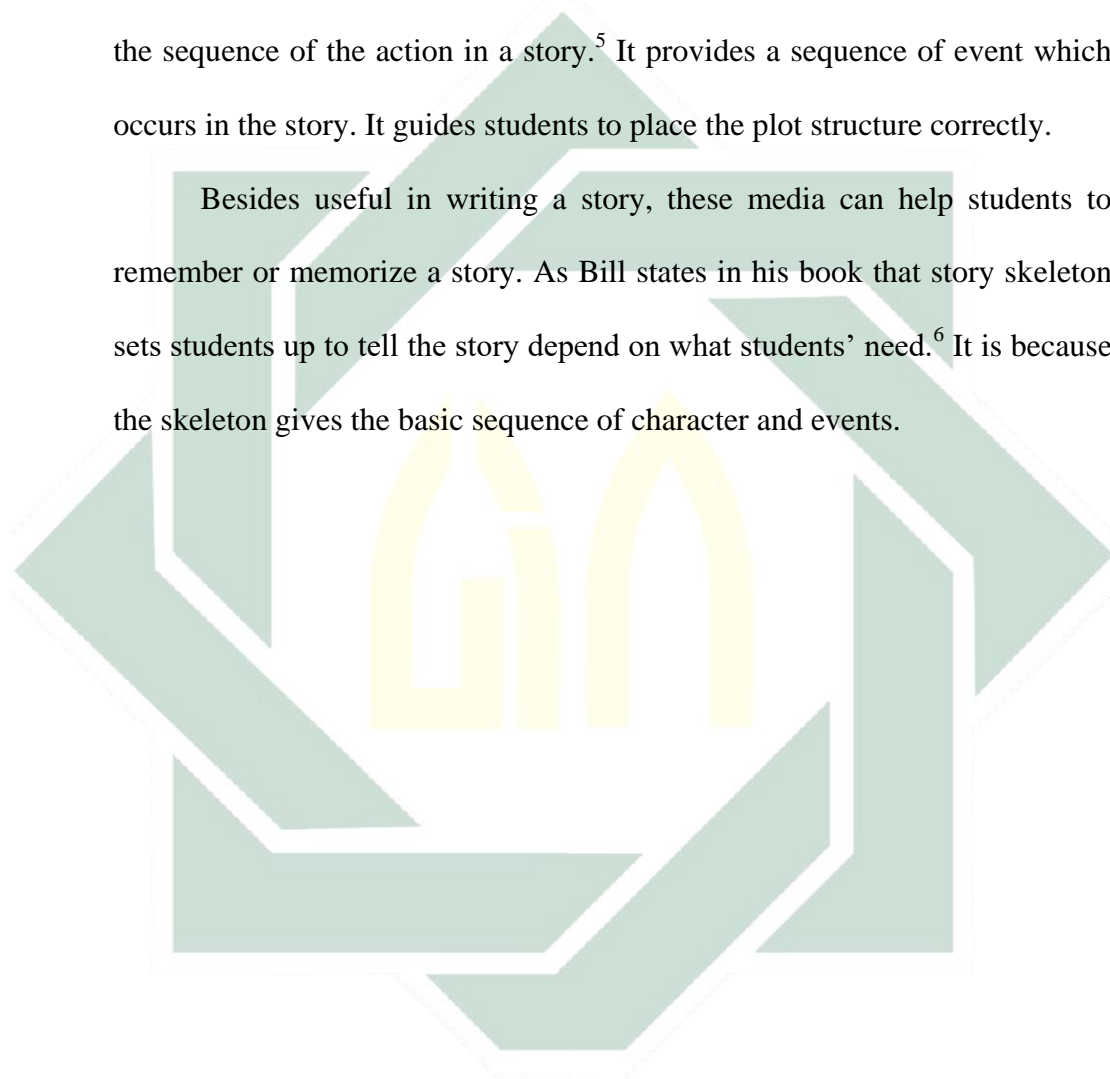 the sequence of the action in a story.5 It provides a sequence of event which
occurs in the story. It guides students to place the plot structure correctly.
Besides useful in writing a story, these media can help students to
remember or memorize a story. As Bill states in his book that story skeleton
sets students up to tell the story depend on what students’ need.6 It is because
the skeleton gives the basic sequence of character and events.